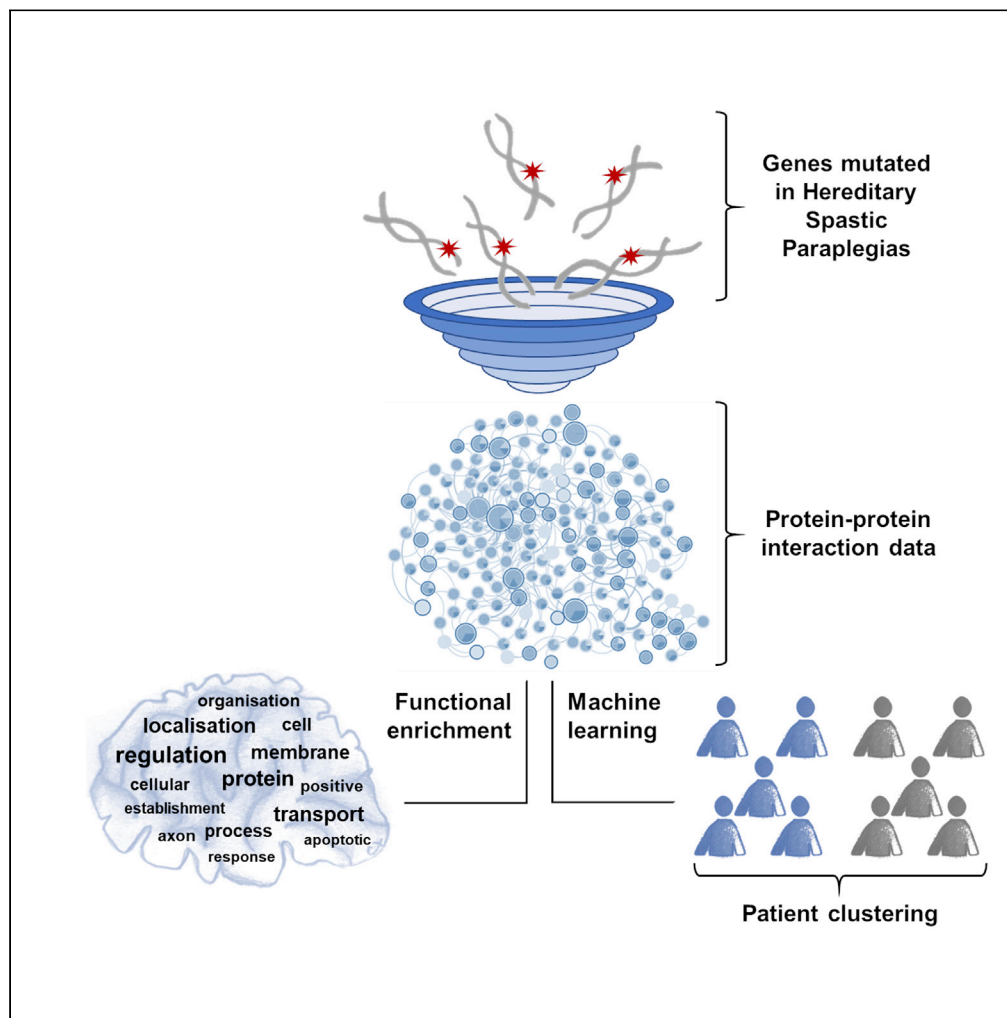 Genes mutated
in Hereditary
Spastic
Paraplegias
Protein-protein
interaction data
Functional
enrichment
Machine
learning
organisation
localisation cell
regulation membrane
protein
cellular positive
establishment transport
axon process apoptotic
response
Patient clustering